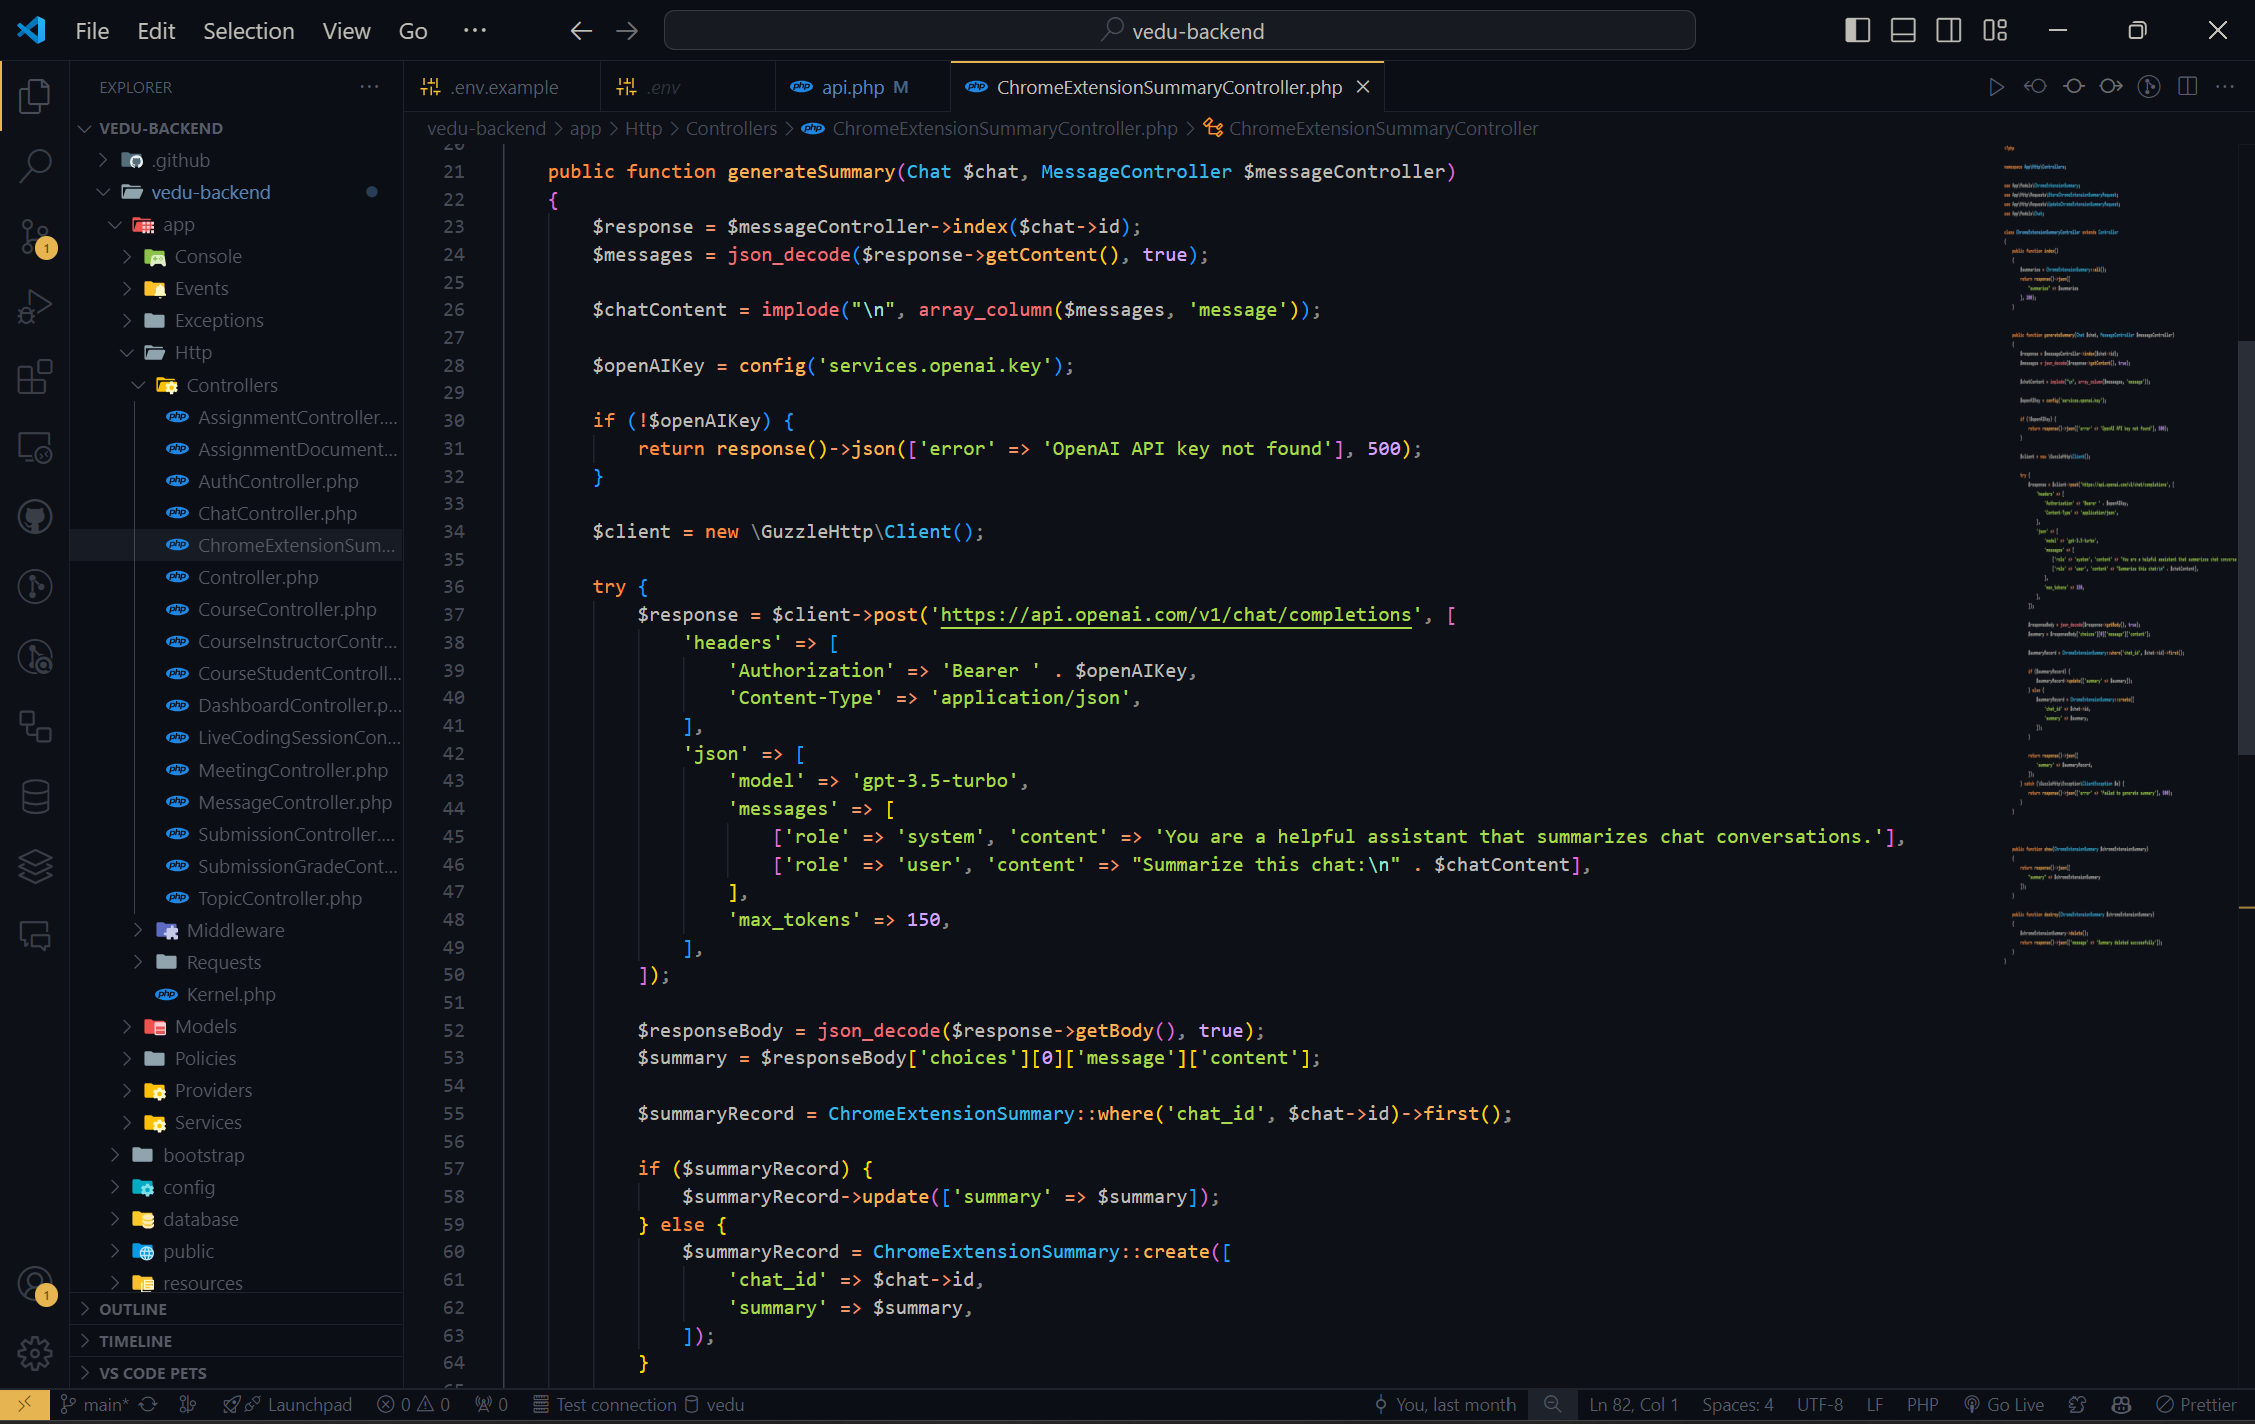 File Edit Selection View Go ··· vedu-backend
EXPLORER ···
VEDU-BACKEND
.github
vedu-backend
app
Console
Events
Exceptions
Http
Controllers
AssignmentController....
AssignmentDocument...
AuthController.php
ChatController.php
ChromeExtensionSum...
Controller.php
CourseController.php
CourseInstructorContr...
CourseStudentControll...
DashboardController.p...
LiveCodingSessionCon...
MeetingController.php
MessageController.php
SubmissionController....
SubmissionGradeCont...
TopicController.php
Middleware
Requests
Kernel.php
Models
Policies
Providers
Services
bootstrap
config
database
public
resources
OUTLINE
TIMELINE
VS CODE PETS
1
1
.env.example .env api.php M ChromeExtensionSummaryController.php
vedu-backend > app > Http > Controllers > ChromeExtensionSummaryController.php > ChromeExtensionSummaryController
20
21 public function generateSummary(Chat $chat, MessageController $messageController)
22 {
23 $response = $messageController->index($chat->id);
24 $messages = json_decode($response->getContent(), true);
25
26 $chatContent = implode("\n", array_column($messages, 'message'));
27
28 $openAIKey = config('services.openai.key');
29
30 if (!$openAIKey) {
31 return response()->json(['error' => 'OpenAI API key not found'], 500);
32 }
33
34 $client = new \GuzzleHttp\Client();
35
36 try {
37 $response = $client->post('https://api.openai.com/v1/chat/completions', [
38 'headers' => [
39 'Authorization' => 'Bearer ' . $openAIKey,
40 'Content-Type' => 'application/json',
41 ],
42 'json' => [
43 'model' => 'gpt-3.5-turbo',
44 'messages' => [
45 ['role' => 'system', 'content' => 'You are a helpful assistant that summarizes chat conversations.'],
46 ['role' => 'user', 'content' => "Summarize this chat:\n" . $chatContent],
47 ],
48 'max_tokens' => 150,
49 ],
50 ]);
51
52 $responseBody = json_decode($response->getBody(), true);
53 $summary = $responseBody['choices'][0]['message']['content'];
54
55 $summaryRecord = ChromeExtensionSummary::where('chat_id', $chat->id)->first();
56
57 if ($summaryRecord) {
58 $summaryRecord->update(['summary' => $summary]);
59 } else {
60 $summaryRecord = ChromeExtensionSummary::create([
61 'chat_id' => $chat->id,
62 'summary' => $summary,
63 ]);
64 }
main* Launchpad 0 0 0 Test connection vedu You, last month Ln 82, Col 1 Spaces: 4 UTF-8 LF PHP Go Live Prettier